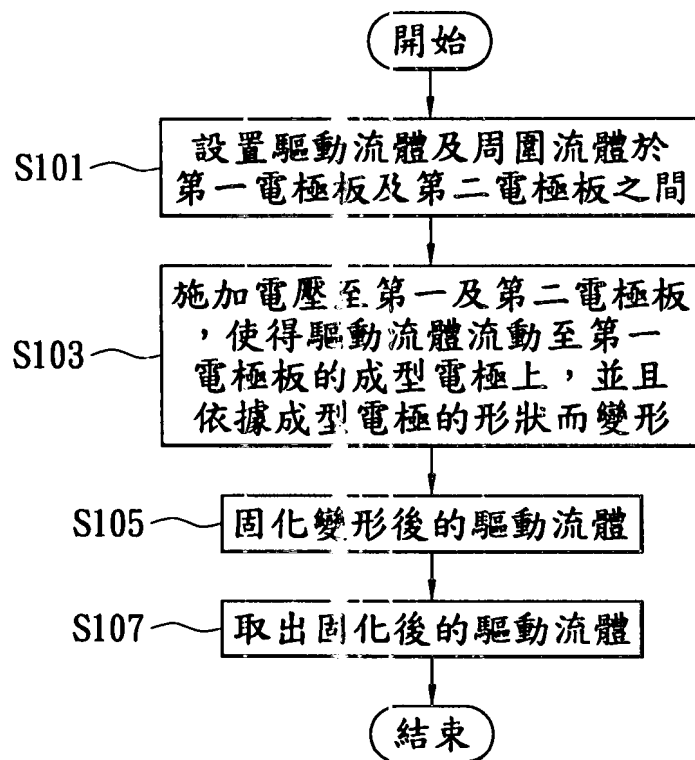 開始
S101
設置驅動流體及周圍流體於
第一電極板及第二電極板之間
S103
施加電壓至第一及第二電極板
，使得驅動流體流動至第一
電極板的成型電極上，並且
依據成型電極的形狀而變形
S105
固化變形後的驅動流體
S107
取出固化後的驅動流體
結束